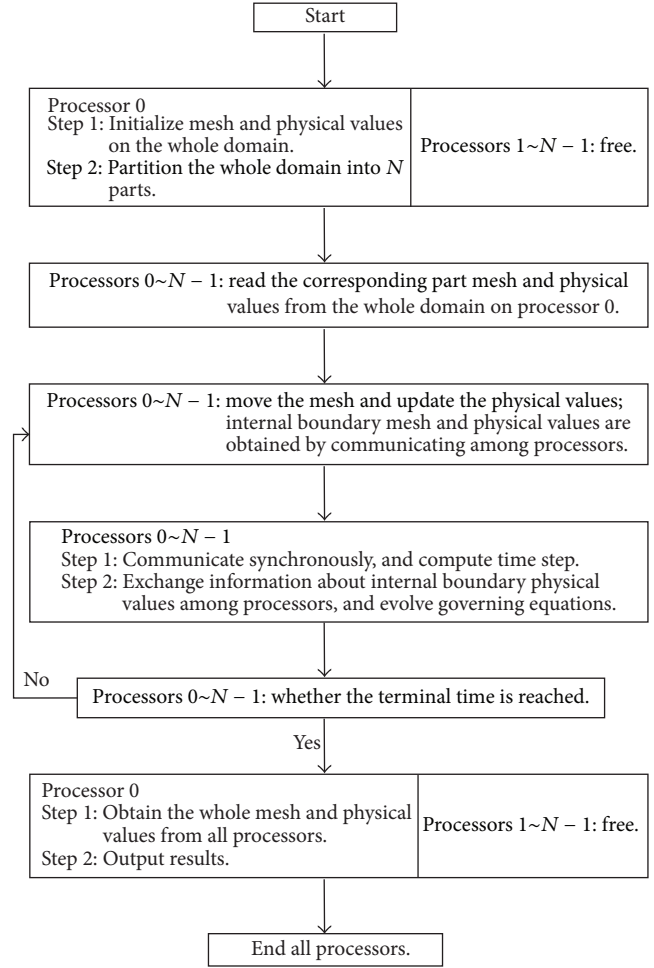 Start
Processor 0
Step 1: Initialize mesh and physical values
on the whole domain.
Step 2: Partition the whole domain into N
parts.
Processors 1~N − 1: free.
Processors 0~N − 1: read the corresponding part mesh and physical
values from the whole domain on processor 0.
Processors 0~N − 1: move the mesh and update the physical values;
internal boundary mesh and physical values are
obtained by communicating among processors.
Processors 0~N − 1
Step 1: Communicate synchronously, and compute time step.
Step 2: Exchange information about internal boundary physical
values among processors, and evolve governing equations.
No
Processors 0~N − 1: whether the terminal time is reached.
Yes
Processor 0
Step 1: Obtain the whole mesh and physical
values from all processors.
Step 2: Output results.
Processors 1~N − 1: free.
End all processors.